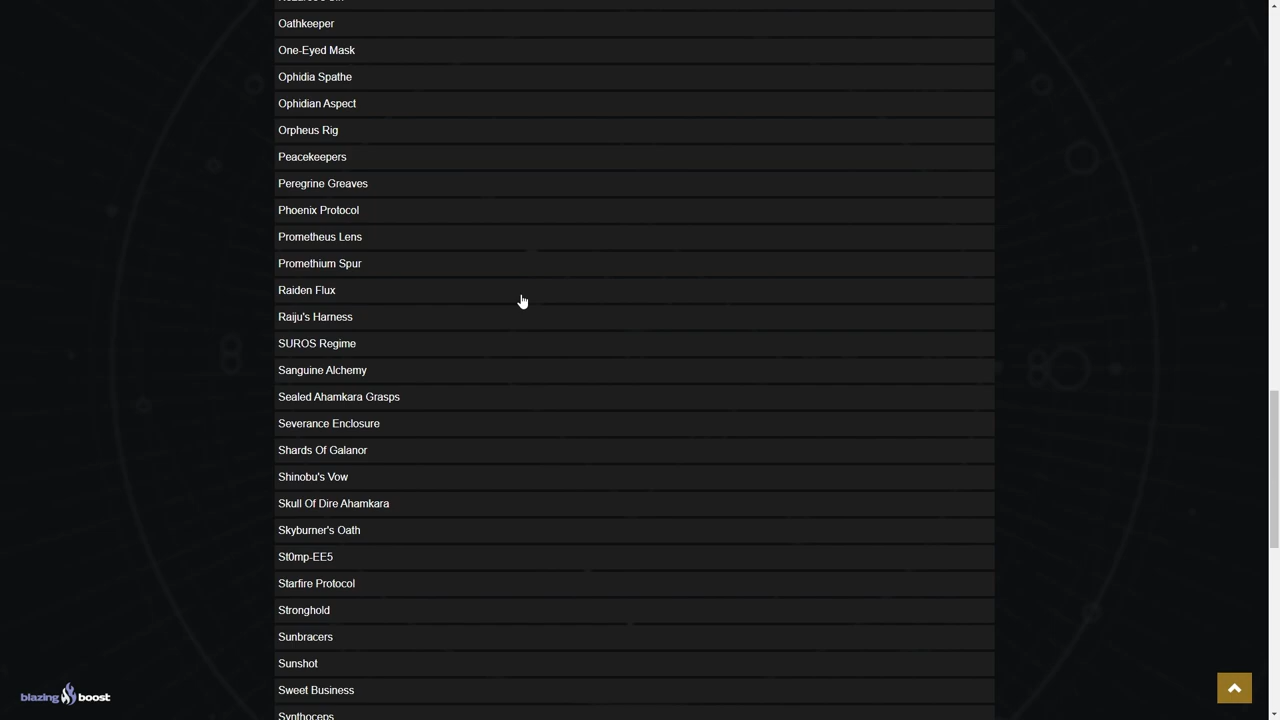 Oathkeeper
One-Eyed Mask
Ophidia Spathe
Ophidian Aspect
Orpheus Rig
Peacekeepers
Peregrine Greaves
Phoenix Protocol
Prometheus Lens
Promethium Spur
Raiden Flux
Raiju's Harness
SUROS Regime
Sanguine Alchemy
Sealed Ahamkara Grasps
Severance Enclosure
Shards Of Galanor
Shinobu's Vow
Skull Of Dire Ahamkara
Skyburner's Oath
St0mp-EE5
Starfire Protocol
Stronghold
Sunbracers
Sunshot
Sweet Business
Synthoceps
blazing boost